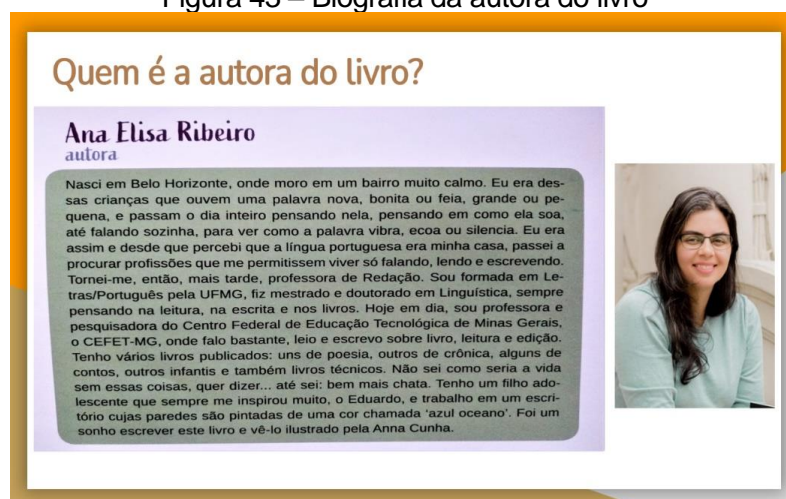 Figura 43 – Biografia da autora do livro
Quem é a autora do livro?
Ana Elisa Ribeiro
autora
Nasci em Belo Horizonte, onde moro em um bairro muito calmo. Eu era des-
sas crianças que ouvem uma palavra nova, bonita ou feia, grande ou pe-
quena, e passam o dia inteiro pensando nela, pensando em como ela soa,
até falando sozinha, para ver como a palavra vibra, ecoa ou silencia. Eu era
assim e desde que percebi que a língua portuguesa era minha casa, passei a
procurar profissões que me permitissem viver só falando, lendo e escrevendo.
Tornei-me, então, mais tarde, professora de Redação. Sou formada em Le-
tras/Português pela UFMG, fiz mestrado e doutorado em Linguística, sempre
pensando na leitura, na escrita e nos livros. Hoje em dia, sou professora e
pesquisadora do Centro Federal de Educação Tecnológica de Minas Gerais,
o CEFET-MG, onde falo bastante, leio e escrevo sobre livro, leitura e edição.
Tenho vários livros publicados: uns de poesia, outros de crônica, alguns de
contos, outros infantis e também livros técnicos. Não sei como seria a vida
sem essas coisas, quer dizer... até sei: bem mais chata. Tenho um filho ado-
lescente que sempre me inspirou muito, o Eduardo, e trabalho em um escri-
tório cujas paredes são pintadas de uma cor chamada ‘azul oceano’. Foi um
sonho escrever este livro e vê-lo ilustrado pela Anna Cunha.